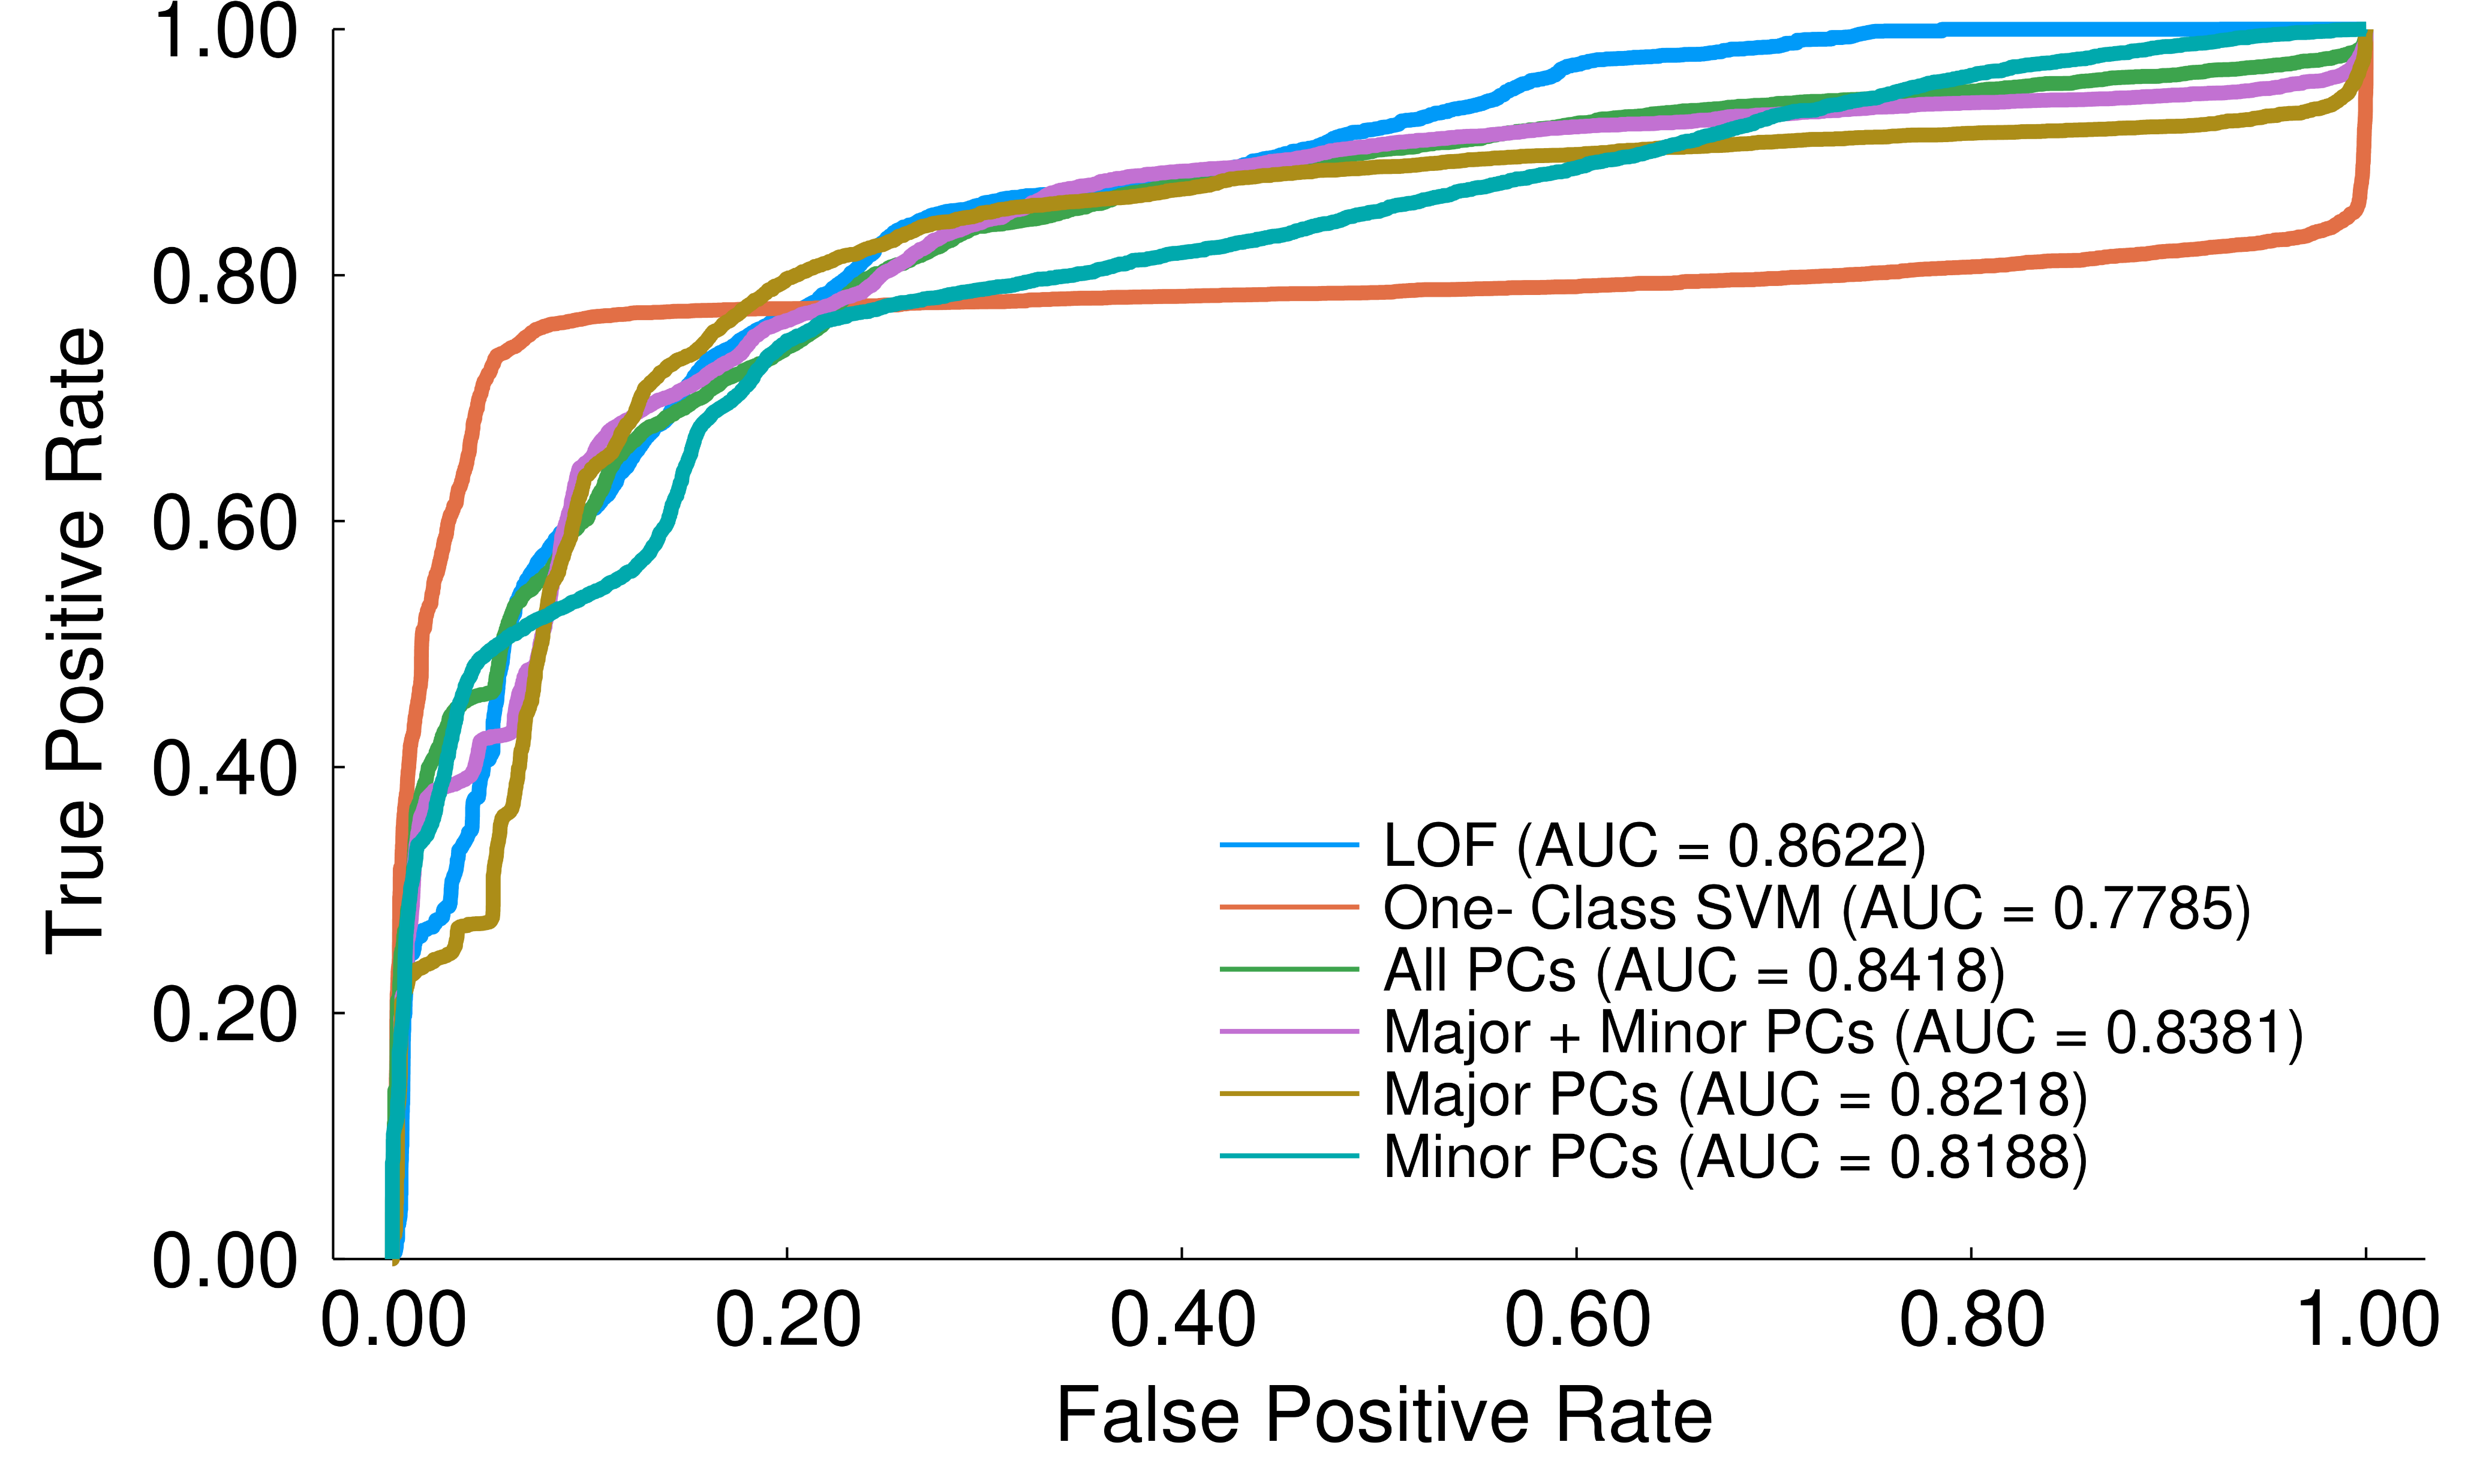 1.00
0.80
0.60
0.40
0.20
0.00
True Positive Rate
LOF (AUC = 0.8622)
One- Class SVM (AUC = 0.7785)
All PCs (AUC = 0.8418)
Major + Minor PCs (AUC = 0.8381)
Major PCs (AUC = 0.8218)
Minor PCs (AUC = 0.8188)
0.00 0.20 0.40 0.60 0.80 1.00
False Positive Rate